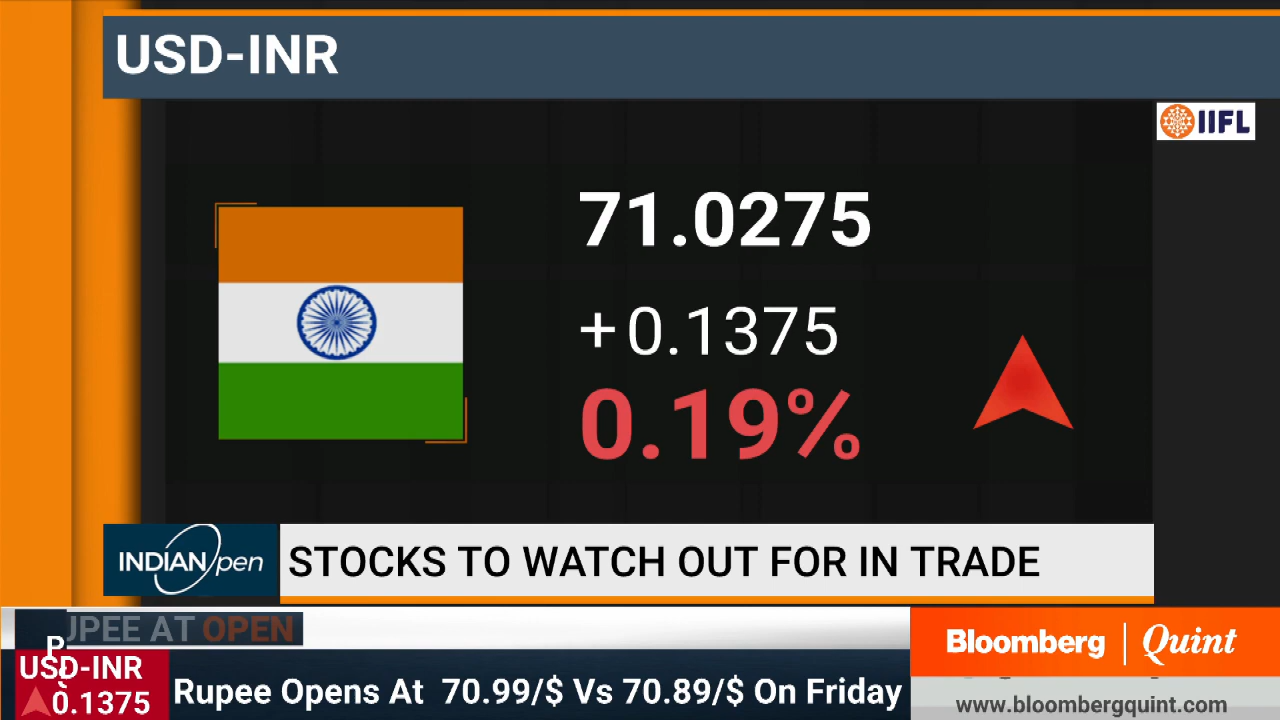 USD-INR
IIFL
71.0275
+0.1375
0.19%
INDIAN Open
STOCKS TO WATCH OUT FOR IN TRADE
UPEE AT OPEN
USD-INR
0.1375
Rupee Opens At 70.99/$ Vs 70.89/$ On Friday
Bloomberg | Quint
www.bloombergquint.com